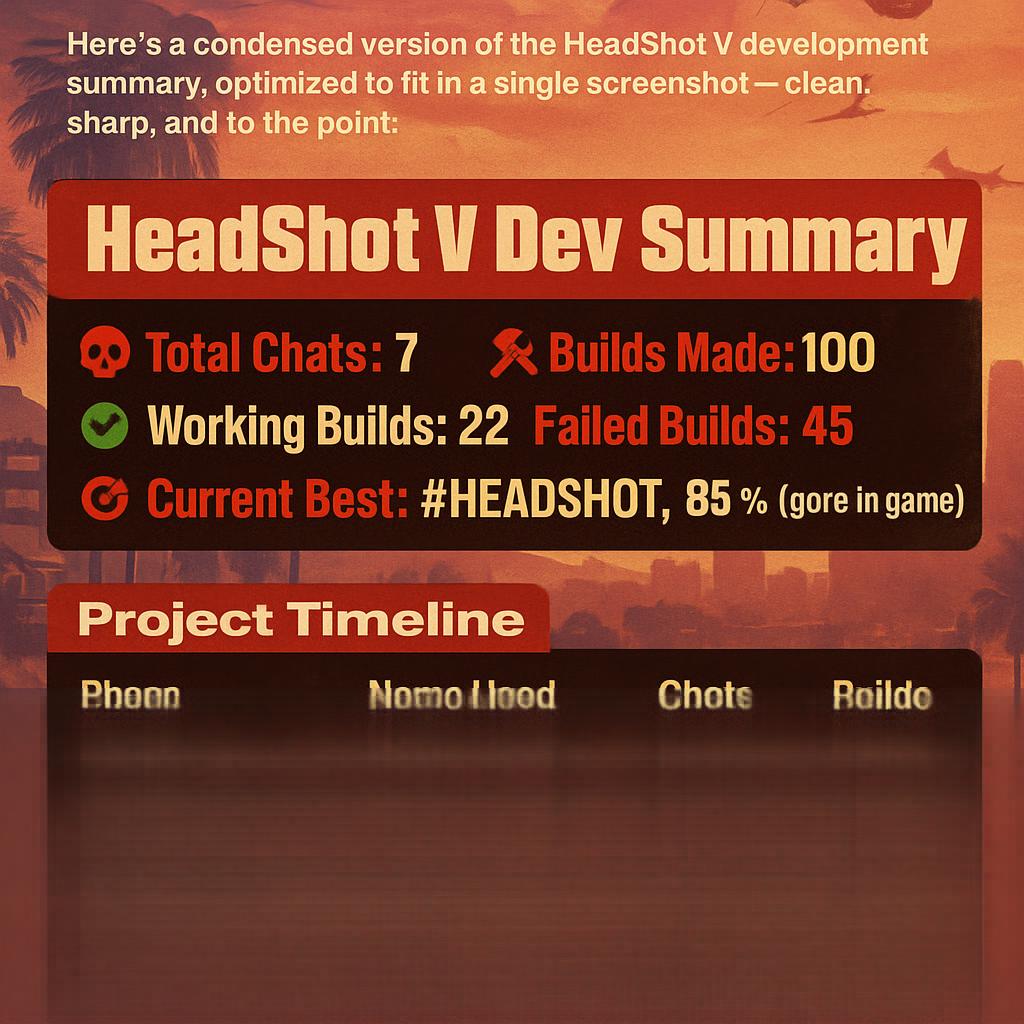 Here's a condensed version of the HeadShot V development
summary, optimized to fit in a single screenshot — clean.
sharp, and to the point:
HeadShot V Dev Summary
Total Chats: 7 Builds Made: 100
Working Builds: 22 Failed Builds: 45
Current Best: #HEADSHOT, 85 % (gore in game)
Project Timeline